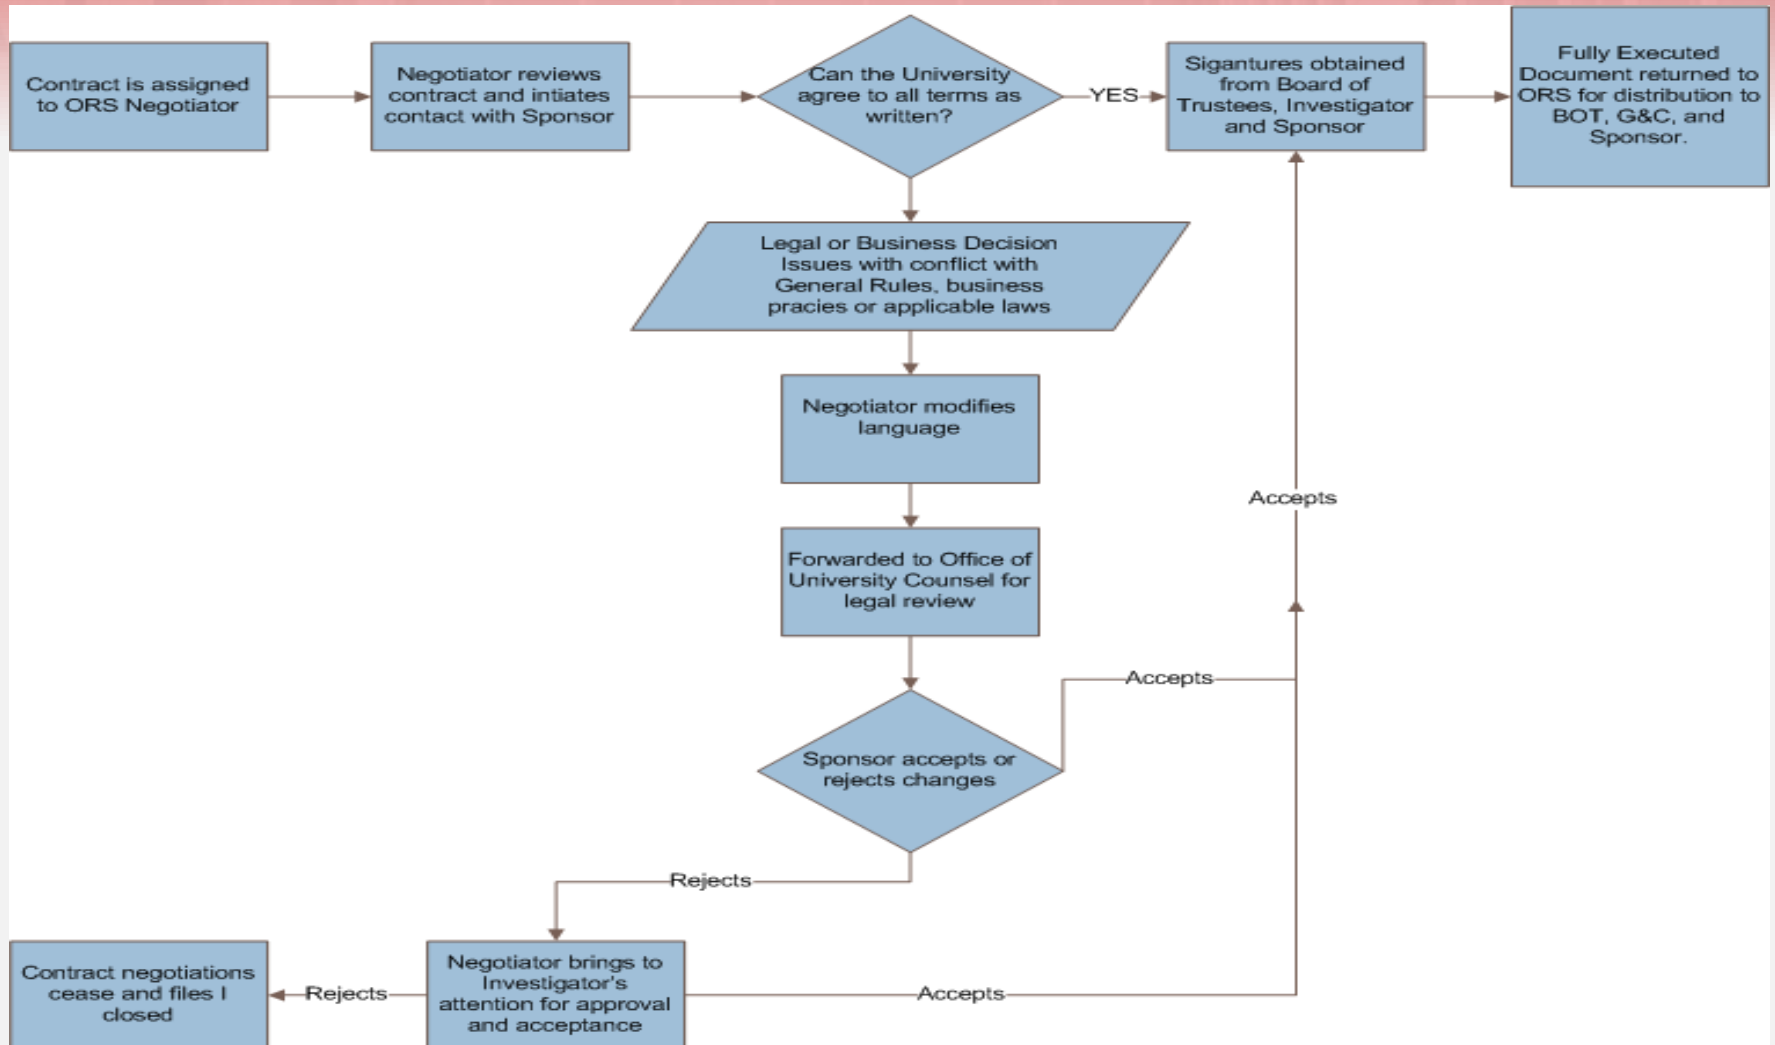 Contract is assigned
to ORS Negotiator
Negotiator reviews
contract and intiates
contact with Sponsor
Can the University
agree to all terms as
written?
YES
Sigantures obtained
from Board of
Trustees, Investigator
and Sponsor
Fully Executed
Document returned to
ORS for distribution to
BOT, G&C, and
Sponsor.
Legal or Business Decision
Issues with conflict with
General Rules, business
pracies or applicable laws
Negotiator modifies
language
Accepts
Forwarded to Office of
University Counsel for
legal review
Accepts
Sponsor accepts or
rejects changes
Rejects
Contract negotiations
cease and files I
closed
Rejects
Negotiator brings to
Investigator's
attention for approval
and acceptance
Accepts